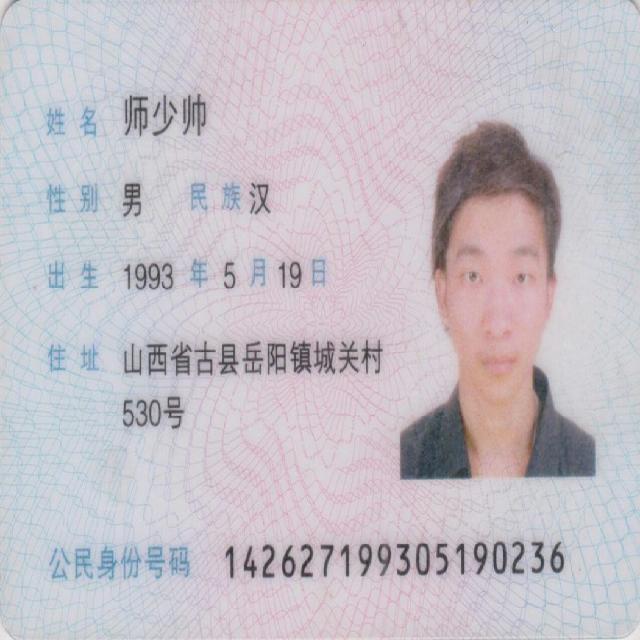 姓名 师少帅
性别 男 民族 汉
出生 1993 年 5 月 19 日
住址 山西省古县岳阳镇城关村
530号
公民身份号码 142627199305190236